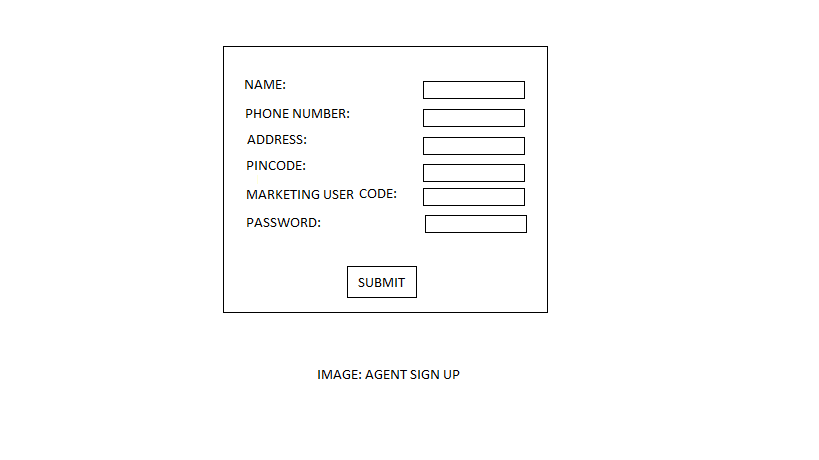 NAME:
PHONE NUMBER:
ADDRESS:
PINCODE:
MARKETING USER CODE:
PASSWORD:
SUBMIT
IMAGE: AGENT SIGN UP